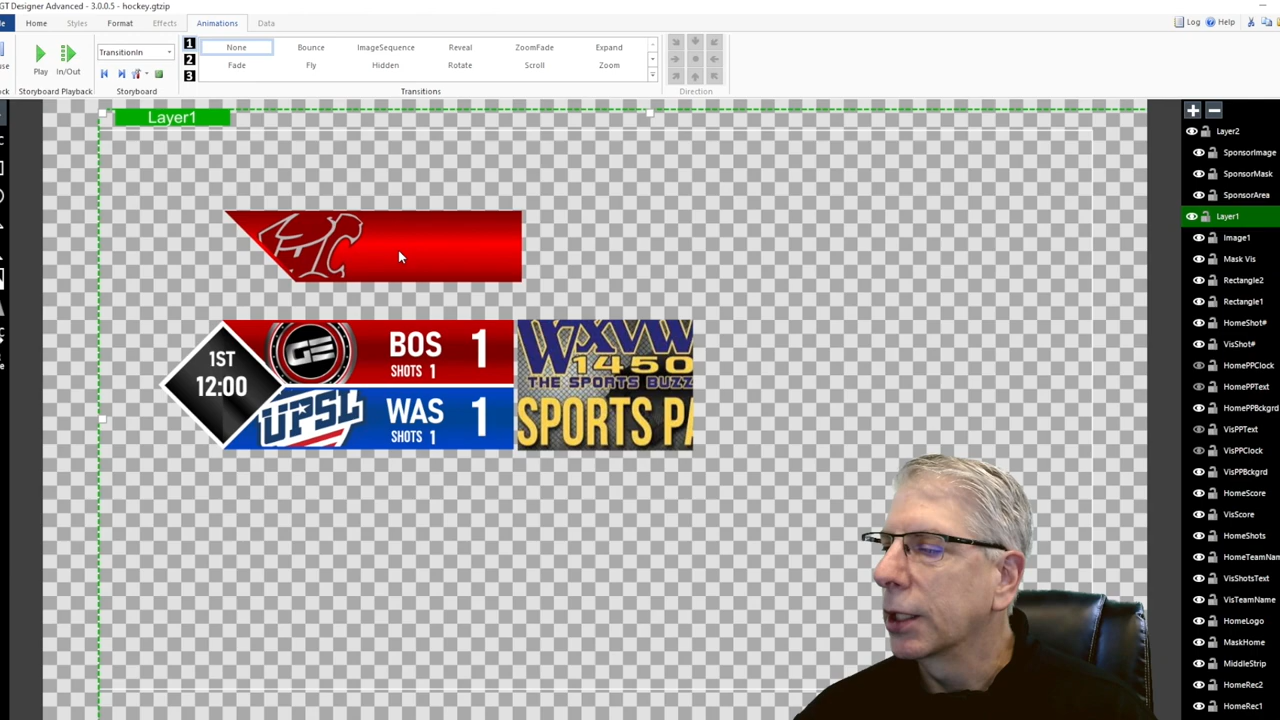 GT Designer Advanced - 3.0.0.5 - hockey.gtzip
Home Styles Format Effects Animations Data
Log Help
Play In/Out
TransitionIn
1 None Bounce ImageSequence Reveal ZoomFade Expand
2 Fade Fly Hidden Rotate Scroll Zoom
3
Storyboard Playback Storyboard Transitions Direction
Layer1
1ST
12:00
GE
BOS 1
SHOTS 1
UPSL
WAS 1
SHOTS 1
WXVW
1450
THE SPORTS BUZZ
SPORTS PA
Layer2
SponsorImage
SponsorMask
SponsorArea
Layer1
Image1
Mask Vis
Rectangle2
Rectangle1
HomeShot#
VisShot#
HomePPClock
HomePPText
HomePPBckgrd
VisPPText
VisPPClock
VisPPBckgrd
HomeScore
VisScore
HomeShots
HomeTeamNam
VisShotsText
VisTeamName
HomeLogo
MaskHome
MiddleStrip
HomeRec2
HomeRec1